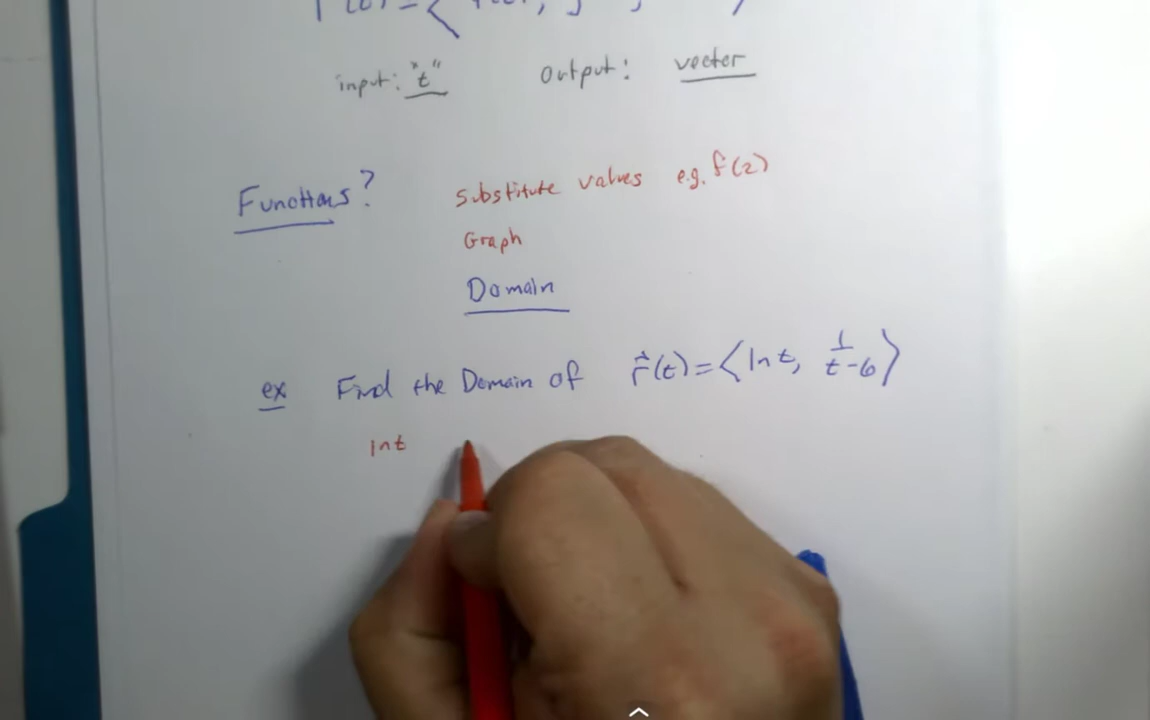 input: "t" output: vector
Functions? Substitute values e.g. f(2)
Graph
Domain
ex Find the Domain of r⃗(t)=⟨ln t, 1/(t-6)⟩
ln t